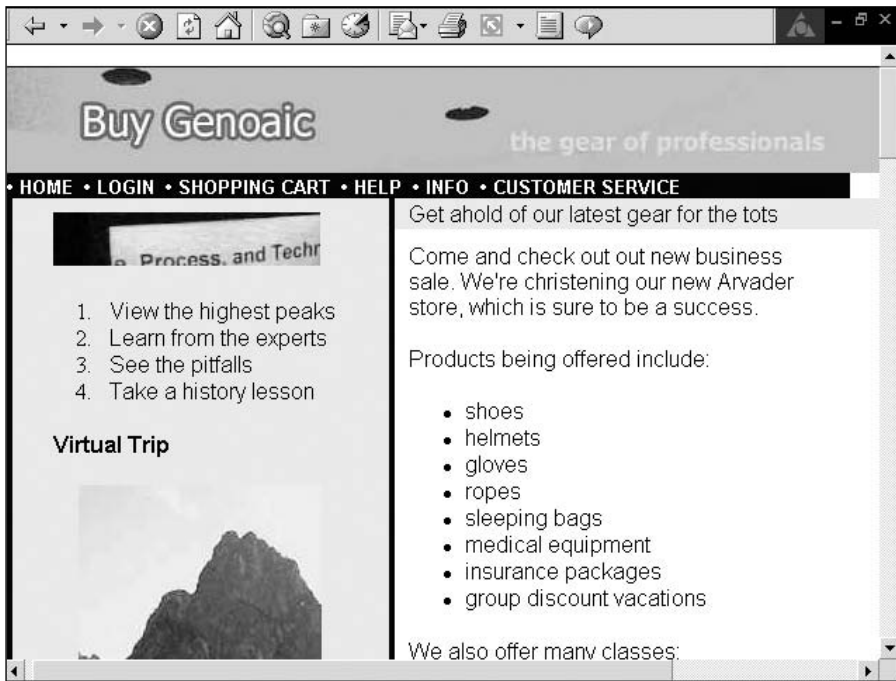 Buy Genoaic
the gear of professionals
• HOME • LOGIN • SHOPPING CART • HELP • INFO • CUSTOMER SERVICE
Process, and Techn
1. View the highest peaks
2. Learn from the experts
3. See the pitfalls
4. Take a history lesson
Virtual Trip
Get ahold of our latest gear for the tots
Come and check out out new business
sale. We're christening our new Arvader
store, which is sure to be a success.
Products being offered include:
• shoes
• helmets
• gloves
• ropes
• sleeping bags
• medical equipment
• insurance packages
• group discount vacations
We also offer many classes: